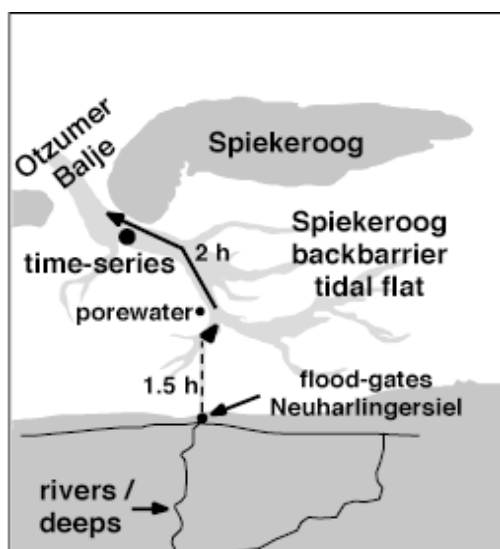 Otzumer
Balje
Spiekeroog
Spiekeroog
backbarrier
tidal flat
2 h
time-series
porewater
1.5 h
flood-gates
Neuharlingersiel
rivers /
deeps